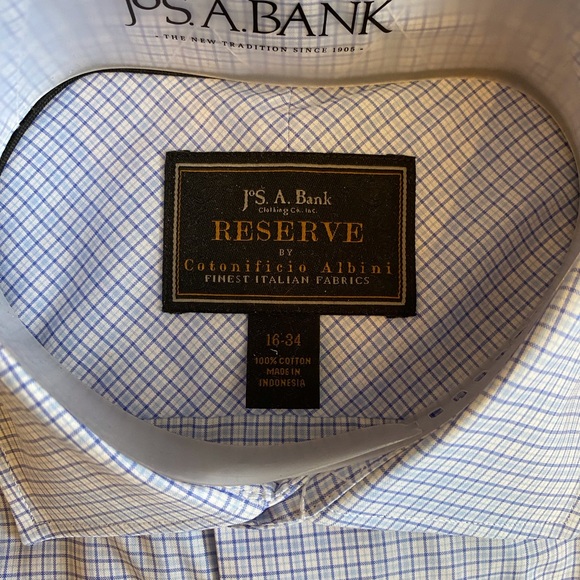 JoS. A. BANK
- THE NEW TRADITION SINCE 1905 -
JoS. A. Bank
Clothing Co. Inc.
RESERVE
BY
Cotonificio Albini
FINEST ITALIAN FABRICS
16-34
100% COTTON
MADE IN
INDONESIA